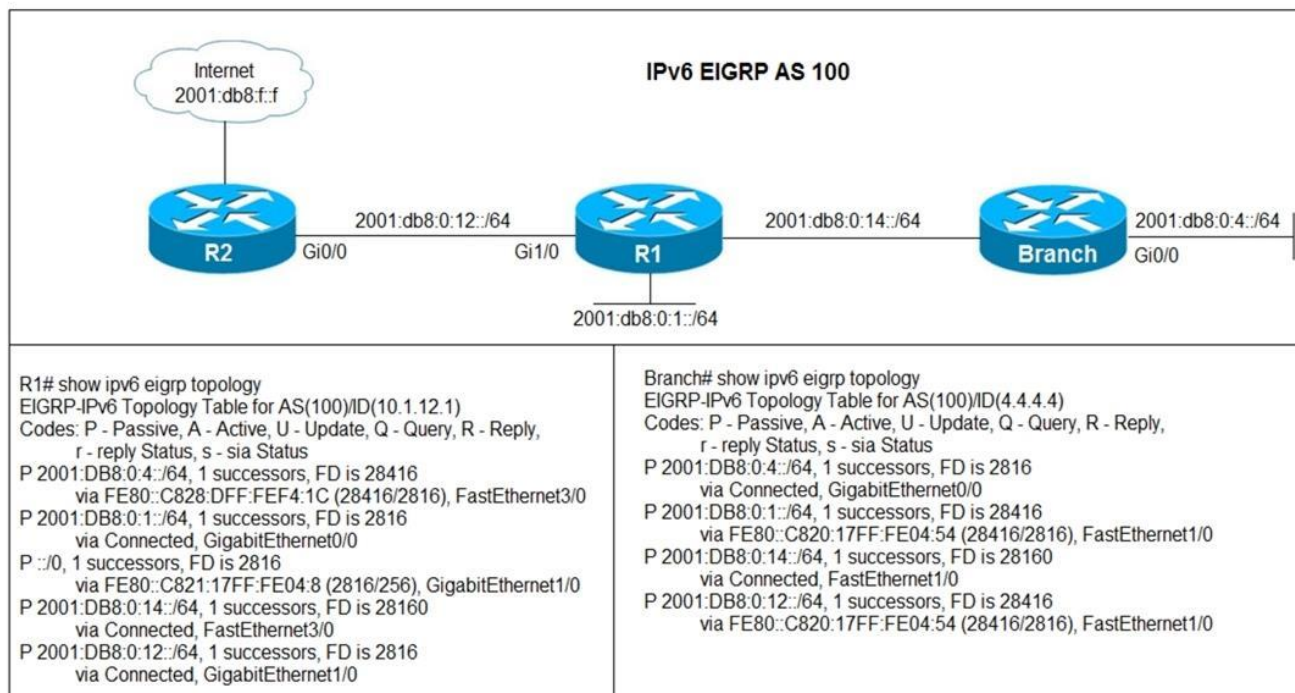 Internet
2001:db8:f::f
IPv6 EIGRP AS 100
2001:db8:0:12::/64
2001:db8:0:14::/64
2001:db8:0:4::/64
R2
Gi0/0
Gi1/0
R1
Branch
Gi0/0
2001:db8:0:1::/64
R1# show ipv6 eigrp topology
EIGRP-IPv6 Topology Table for AS(100)/ID(10.1.12.1)
Codes: P - Passive, A - Active, U - Update, Q - Query, R - Reply,
r - reply Status, s - sia Status
P 2001:DB8:0:4::/64, 1 successors, FD is 28416
via FE80::C828:DFF:FEF4:1C (28416/2816), FastEthernet3/0
P 2001:DB8:0:1::/64, 1 successors, FD is 2816
via Connected, GigabitEthernet0/0
P ::/0, 1 successors, FD is 2816
via FE80::C821:17FF:FE04:8 (2816/256), GigabitEthernet1/0
P 2001:DB8:0:14::/64, 1 successors, FD is 28160
via Connected, FastEthernet3/0
P 2001:DB8:0:12::/64, 1 successors, FD is 2816
via Connected, GigabitEthernet1/0
Branch# show ipv6 eigrp topology
EIGRP-IPv6 Topology Table for AS(100)/ID(4.4.4.4)
Codes: P - Passive, A - Active, U - Update, Q - Query, R - Reply,
r - reply Status, s - sia Status
P 2001:DB8:0:4::/64, 1 successors, FD is 2816
via Connected, GigabitEthernet0/0
P 2001:DB8:0:1::/64, 1 successors, FD is 28416
via FE80::C820:17FF:FE04:54 (28416/2816), FastEthernet1/0
P 2001:DB8:0:14::/64, 1 successors, FD is 28160
via Connected, FastEthernet1/0
P 2001:DB8:0:12::/64, 1 successors, FD is 28416
via FE80::C820:17FF:FE04:54 (28416/2816), FastEthernet1/0